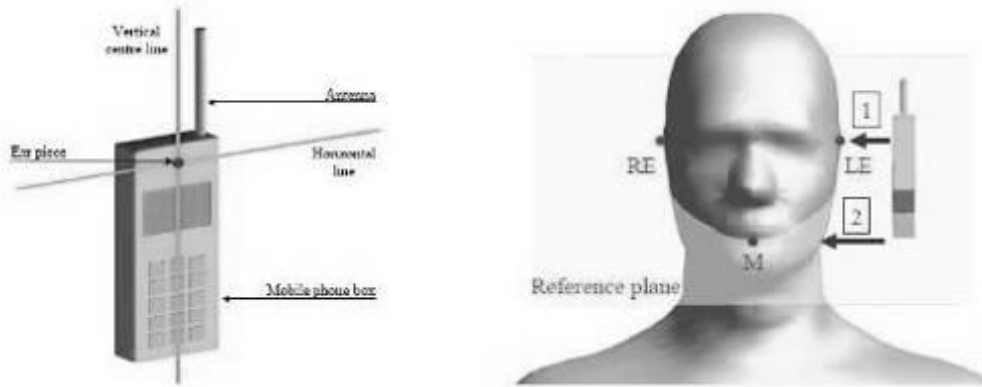 Vertical
centre line
Antenna
Ear piece
Horizontal
line
Mobile phone box
1
RE
LE
2
M
Reference plane